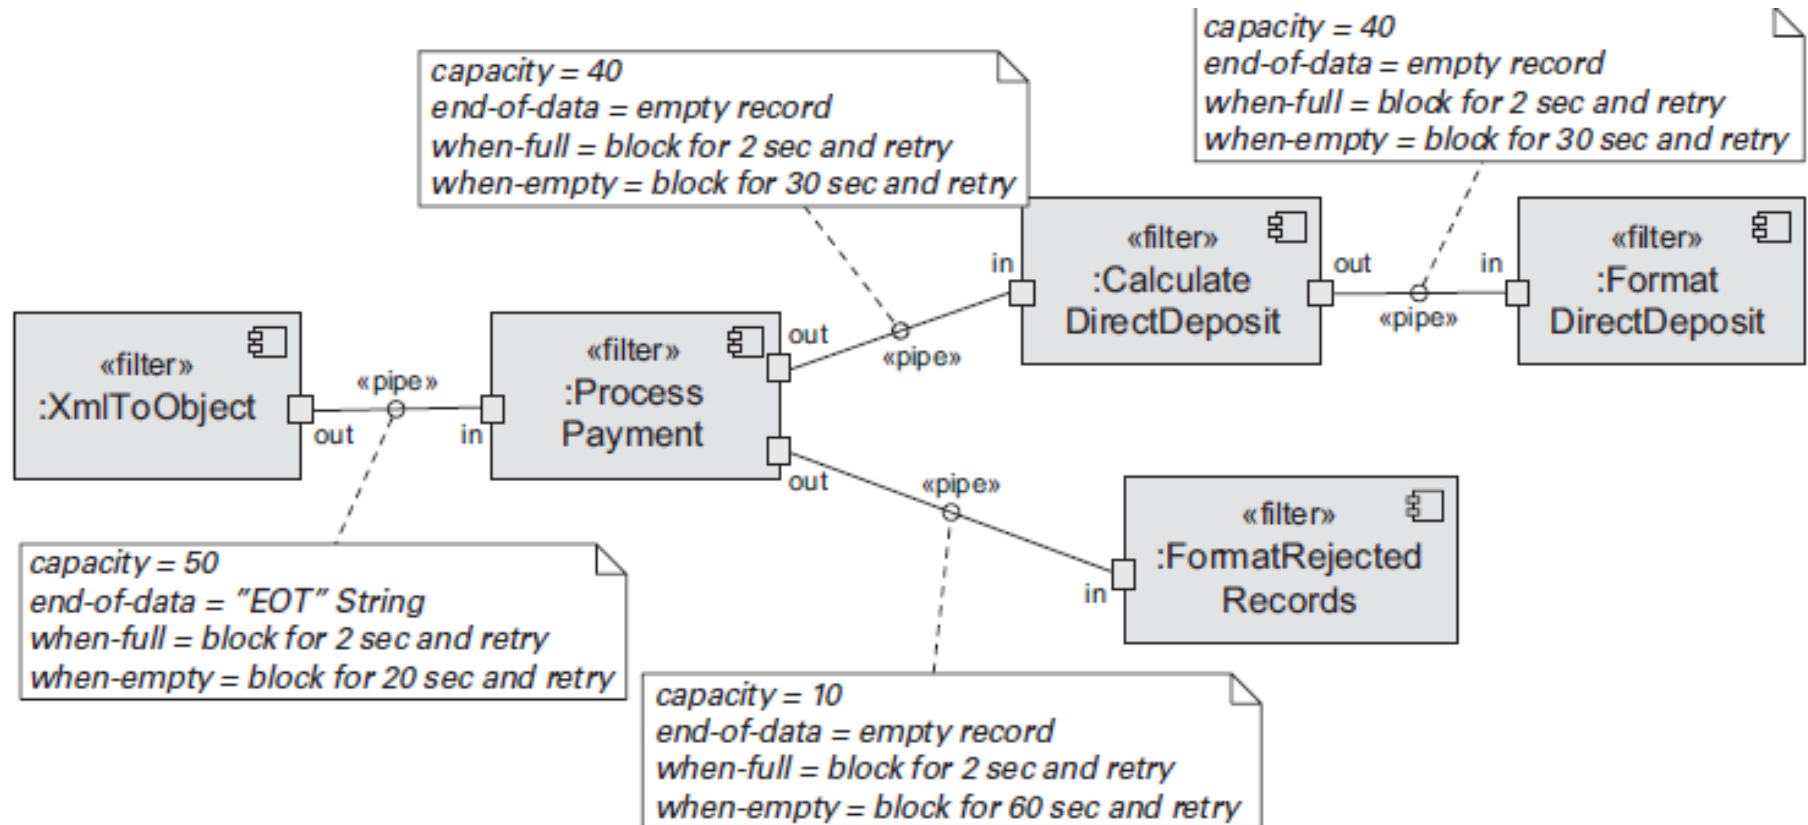 capacity = 40
end-of-data = empty record
when-full = block for 2 sec and retry
when-empty = block for 30 sec and retry
capacity = 40
end-of-data = empty record
when-full = block for 2 sec and retry
when-empty = block for 30 sec and retry
«filter»
:XmlToObject
out
«pipe»
in
«filter»
:Process
Payment
out
out
«pipe»
in
«filter»
:Calculate
DirectDeposit
out
«pipe»
in
«filter»
:Format
DirectDeposit
«pipe»
in
«filter»
:FormatRejected
Records
capacity = 50
end-of-data = "EOT" String
when-full = block for 2 sec and retry
when-empty = block for 20 sec and retry
capacity = 10
end-of-data = empty record
when-full = block for 2 sec and retry
when-empty = block for 60 sec and retry